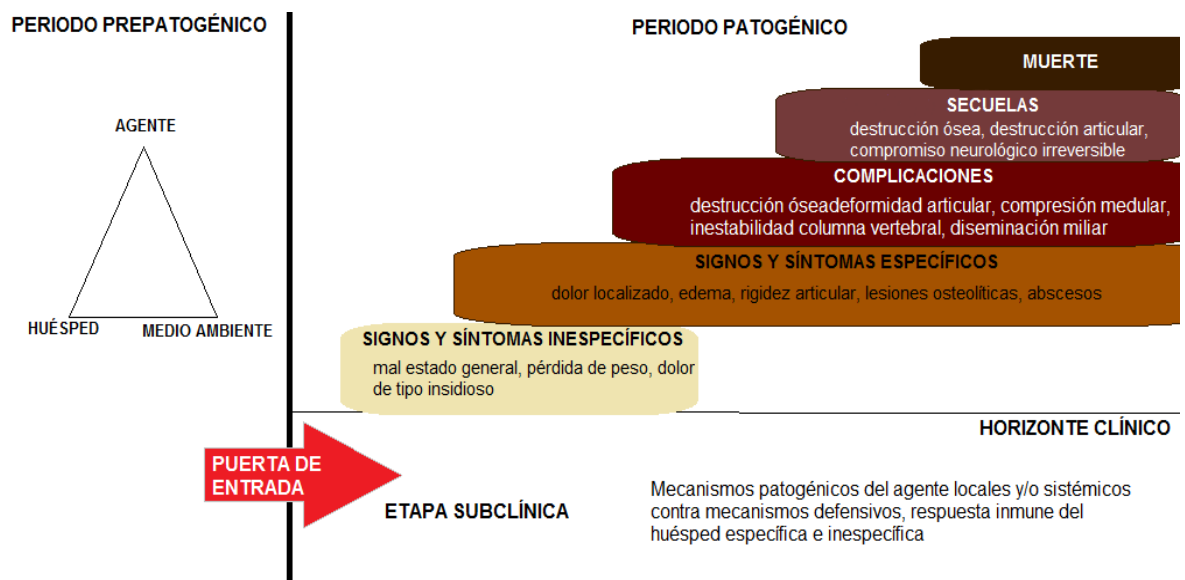 PERIODO PREPATOGÉNICO
PERIODO PATOGÉNICO
MUERTE
SECUELAS
destrucción ósea, destrucción articular,
compromiso neurológico irreversible
COMPLICACIONES
destrucción óseadeformidad articular, compresión medular,
inestabilidad columna vertebral, diseminación miliar
SIGNOS Y SÍNTOMAS ESPECÍFICOS
dolor localizado, edema, rigidez articular, lesiones osteolíticas, abscesos
AGENTE
HUÉSPED
MEDIO AMBIENTE
SIGNOS Y SÍNTOMAS INESPECÍFICOS
mal estado general, pérdida de peso, dolor
de tipo insidioso
HORIZONTE CLÍNICO
PUERTA DE
ENTRADA
ETAPA SUBCLÍNICA
Mecanismos patogénicos del agente locales y/o sistémicos
contra mecanismos defensivos, respuesta inmune del
huésped específica e inespecífica